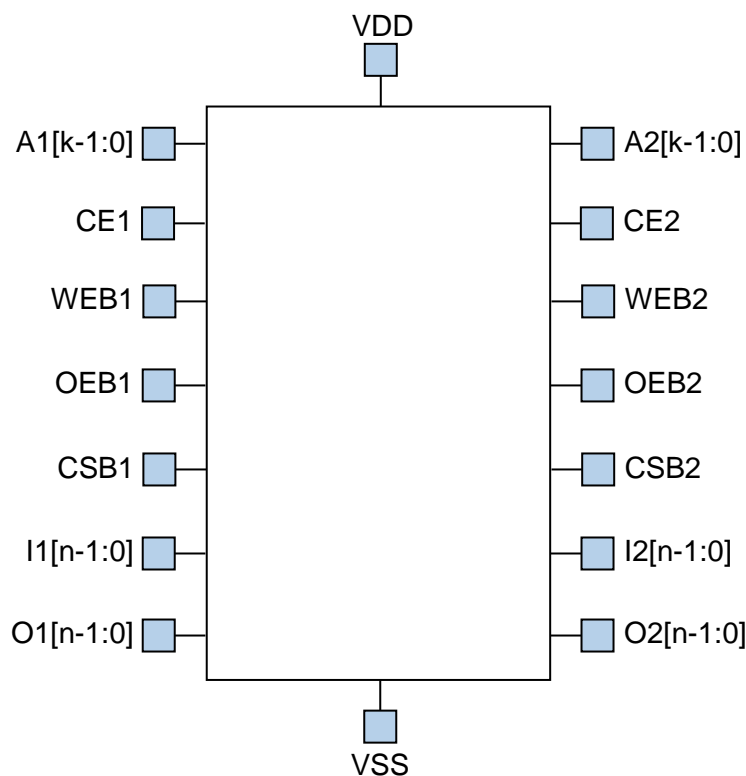 VDD
A1[k-1:0]
A2[k-1:0]
CE1
CE2
WEB1
WEB2
OEB1
OEB2
CSB1
CSB2
I1[n-1:0]
I2[n-1:0]
O1[n-1:0]
O2[n-1:0]
VSS